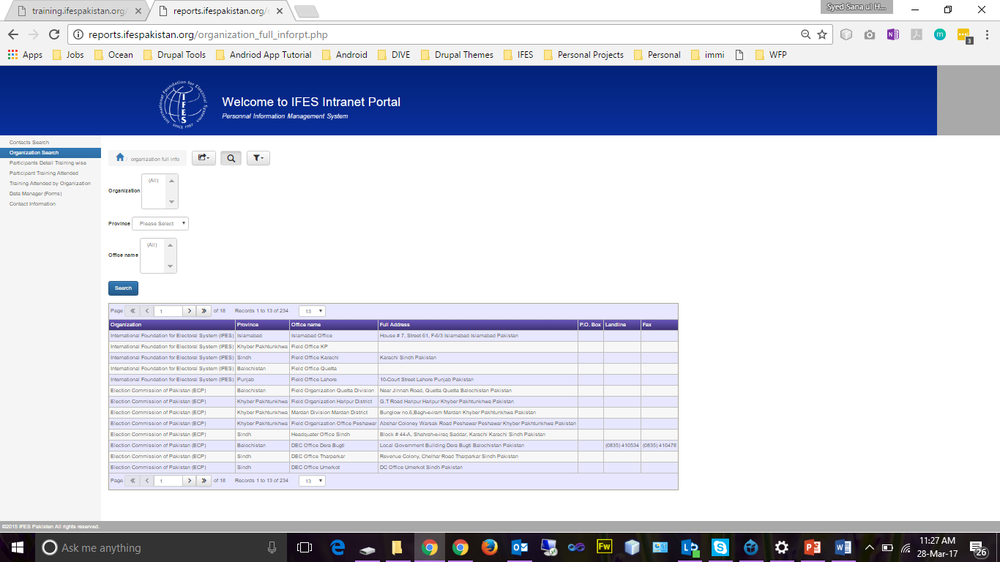 training.ifespakistan.org/
reports.ifespakistan.org/
Syed Sana ul H...
reports.ifespakistan.org/organization_full_inforpt.php
3
Apps Jobs Ocean Drupal Tools Andriod App Tutorial Android DIVE Drupal Themes IFES Personal Projects Personal immi WFP
International Foundation for Electoral Systems
IFES
SINCE 1987
Welcome to IFES Intranet Portal
Personnal Information Management System
Contacts Search
Organization Search
Participants Detail Training wise
Participant Training Attended
Training Attended by Organization
Data Manager (Forms)
Contact Information
/ organization full info
Organization (All)
Province Please Select
Office name (All)
Search
Page 1 of 18 Records 1 to 13 of 234 13
Organization Province Office name Full Address P.O. Box Landline Fax
International Foundation for Electoral System (IFES) Islamabad Islamabad Office House # 7, Street 61, F-6/3 Islamabad Islamabad Pakistan
International Foundation for Electoral System (IFES) Khyber Pakhtunkhwa Field Office KP
International Foundation for Electoral System (IFES) Sindh Field Office Karachi Karachi Sindh Pakistan
International Foundation for Electoral System (IFES) Balochistan Field Office Quetta
International Foundation for Electoral System (IFES) Punjab Field Office Lahore 10-Court Street Lahore Punjab Pakistan
Election Commission of Pakistan (ECP) Balochistan Field Organization Quetta Division Near Jinnah Road, Quetta Quetta Balochistan Pakistan
Election Commission of Pakistan (ECP) Khyber Pakhtunkhwa Field Organization Haripur District G.T Road Haripur Haripur Khyber Pakhtunkhwa Pakistan
Election Commission of Pakistan (ECP) Khyber Pakhtunkhwa Mardan Division Mardan District Bunglow no.6,Bagh-e-iram Mardan Khyber Pakhtunkhwa Pakistan
Election Commission of Pakistan (ECP) Khyber Pakhtunkhwa Field Organization Office Peshawar Abshar Coloney Warsak Road Peshawar Peshawar Khyber Pakhtunkhwa Pakistan
Election Commission of Pakistan (ECP) Sindh Headquater Office Sindh Block # 44-A, Shahrah-e-iraq Saddar, Karachi Karachi Sindh Pakistan
Election Commission of Pakistan (ECP) Balochistan DEC Office Dera Bugti Local Government Building Dera Bugti Balochistan Pakistan (0835) 410534 (0835) 410478
Election Commission of Pakistan (ECP) Sindh DEC Office Tharparkar Revenue Colony, Chelhar Road Tharparkar Sindh Pakistan
Election Commission of Pakistan (ECP) Sindh DEC Office Umerkot DC Office Umerkot Sindh Pakistan
Page 1 of 18 Records 1 to 13 of 234 13
©2015 IFES Pakistan All rights reserved.
Ask me anything
Fw
11:27 AM
28-Mar-17
26